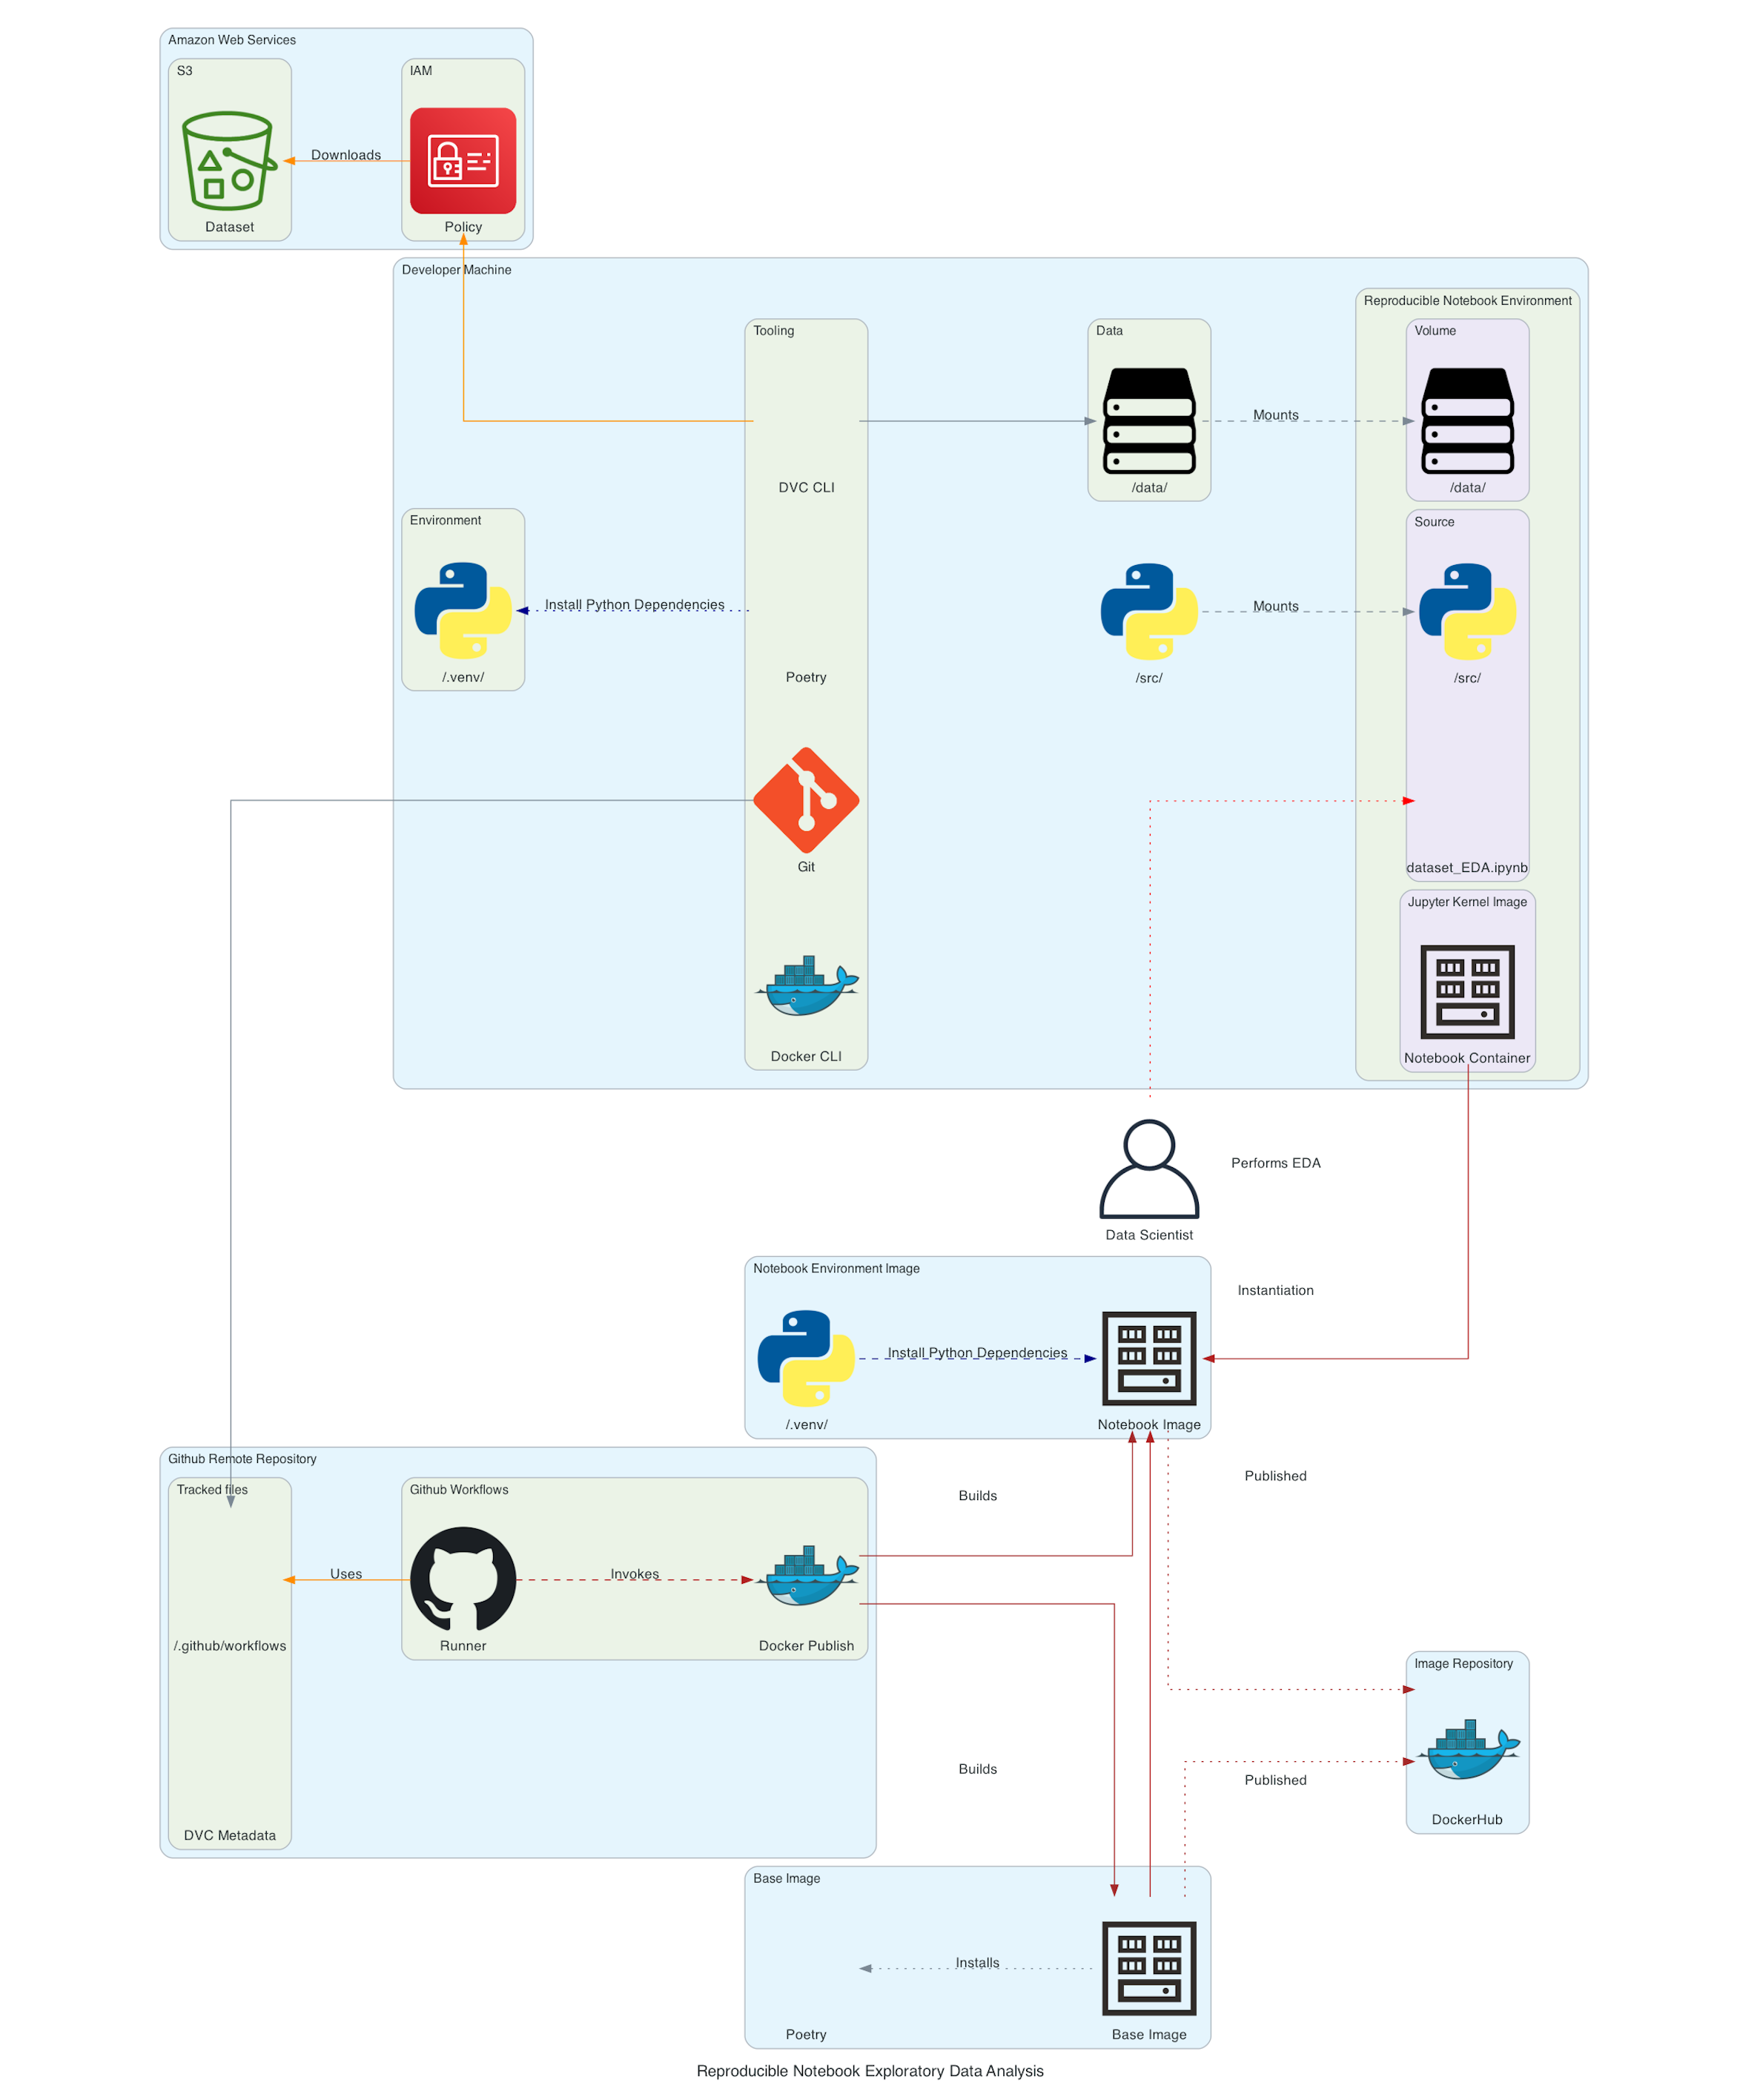 Amazon Web Services
S3
IAM
Downloads
Dataset
Policy
Developer Machine
Reproducible Notebook Environment
Tooling
Data
Volume
Mounts
DVC CLI
/data/
/data/
Environment
Source
Install Python Dependencies
Mounts
/.venv/
Poetry
/src/
/src/
Git
dataset_EDA.ipynb
Jupyter Kernel Image
Docker CLI
Notebook Container
Performs EDA
Data Scientist
Notebook Environment Image
Instantiation
Install Python Dependencies
/.venv/
Notebook Image
Github Remote Repository
Tracked files
Github Workflows
Builds
Published
Uses
Invokes
/.github/workflows
Runner
Docker Publish
Image Repository
Builds
Published
DockerHub
DVC Metadata
Base Image
Installs
Poetry
Base Image
Reproducible Notebook Exploratory Data Analysis